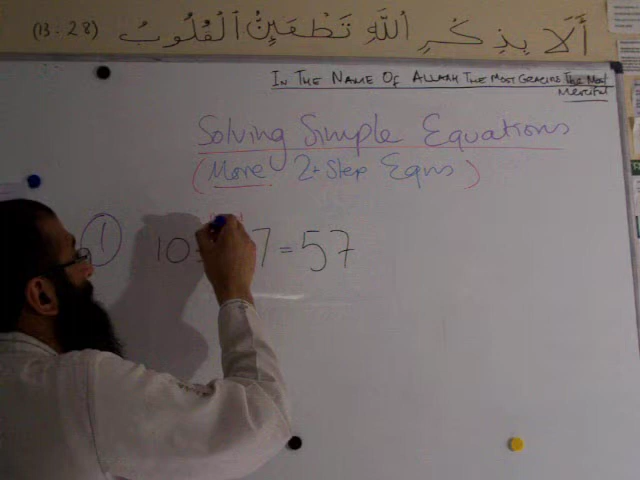 أَلَا بِذِكْرِ اللَّهِ تَطْمَئِنُّ الْقُلُوبُ (13:28)
IN THE NAME OF ALLAAH THE MOST GRACIOUS THE MOST
MERCIFUL
Solving Simple Equations
(More 2+ Step Eqns)
1 10 7 = 57